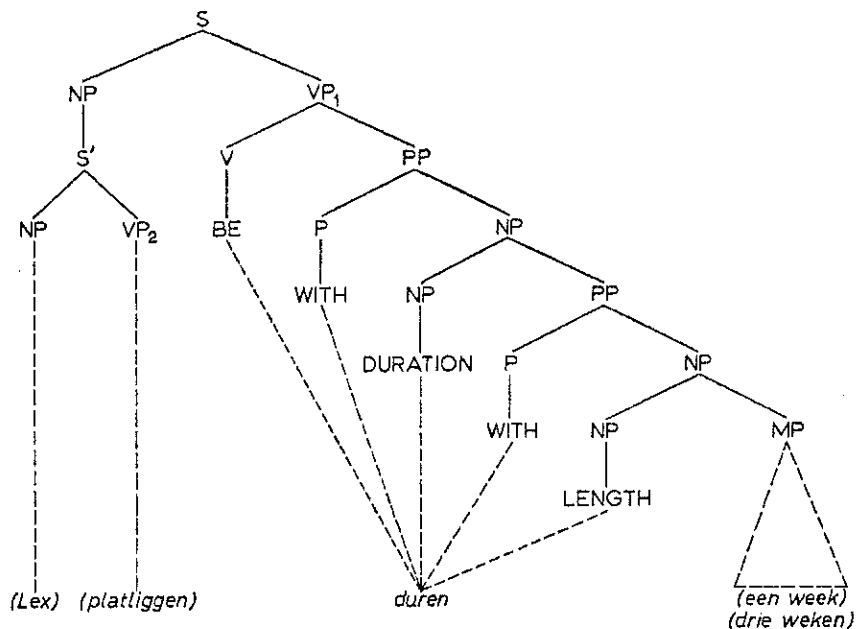 S
NP VP₁
S' V PP
NP VP₂ BE P NP
WITH NP PP
DURATION P NP
WITH NP MP
LENGTH
(Lex) (platliggen) duren (een week)
(drie weken)